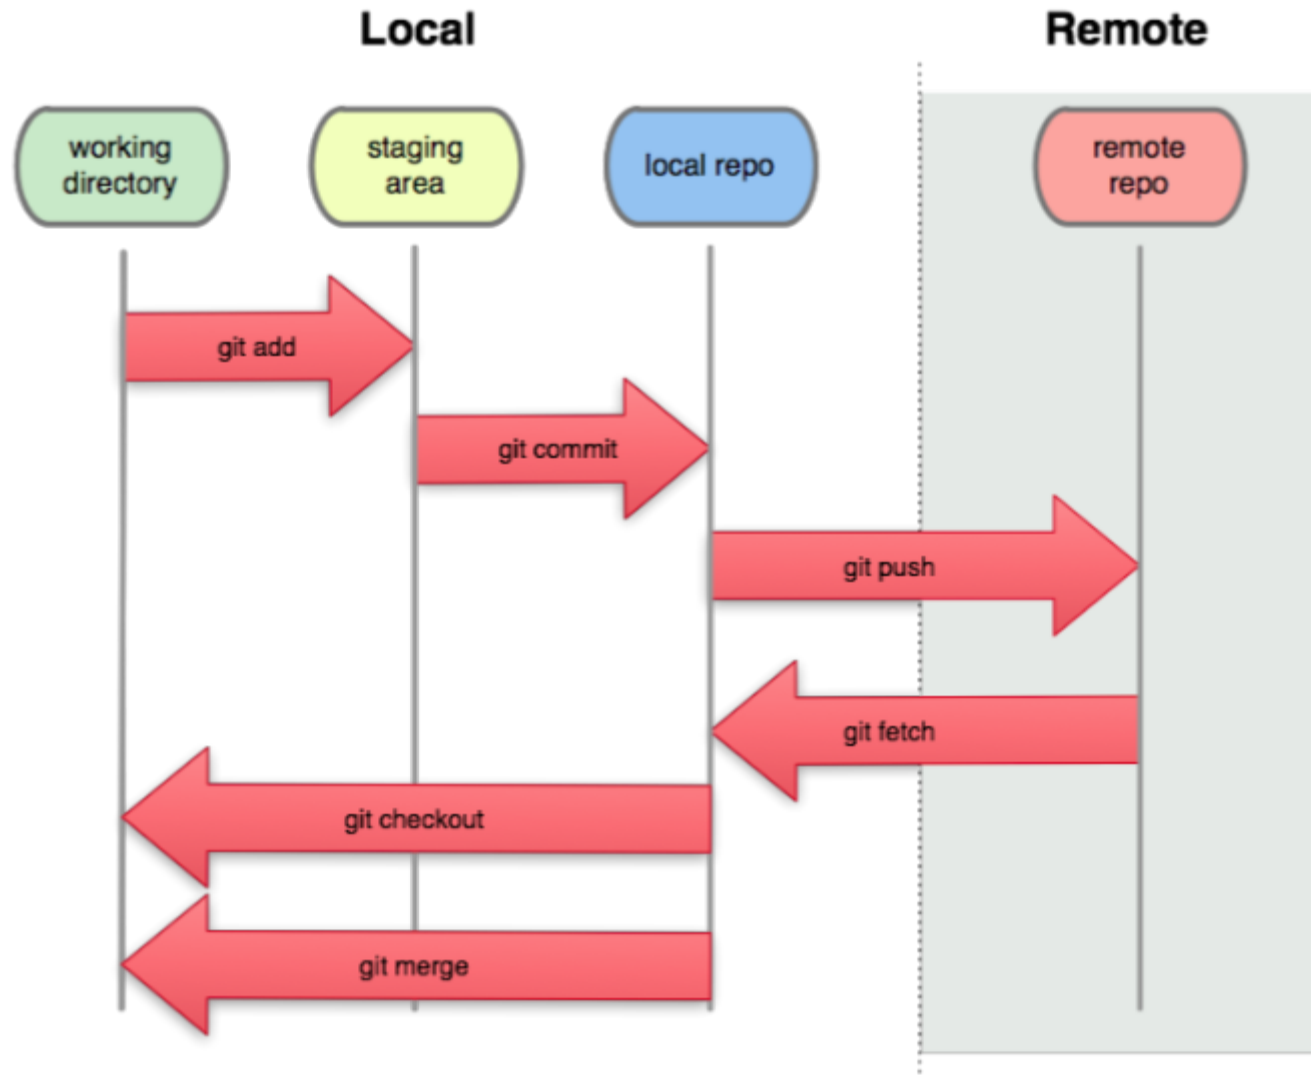 Local
Remote
working
directory
staging
area
local repo
remote
repo
git add
git commit
git push
git fetch
git checkout
git merge